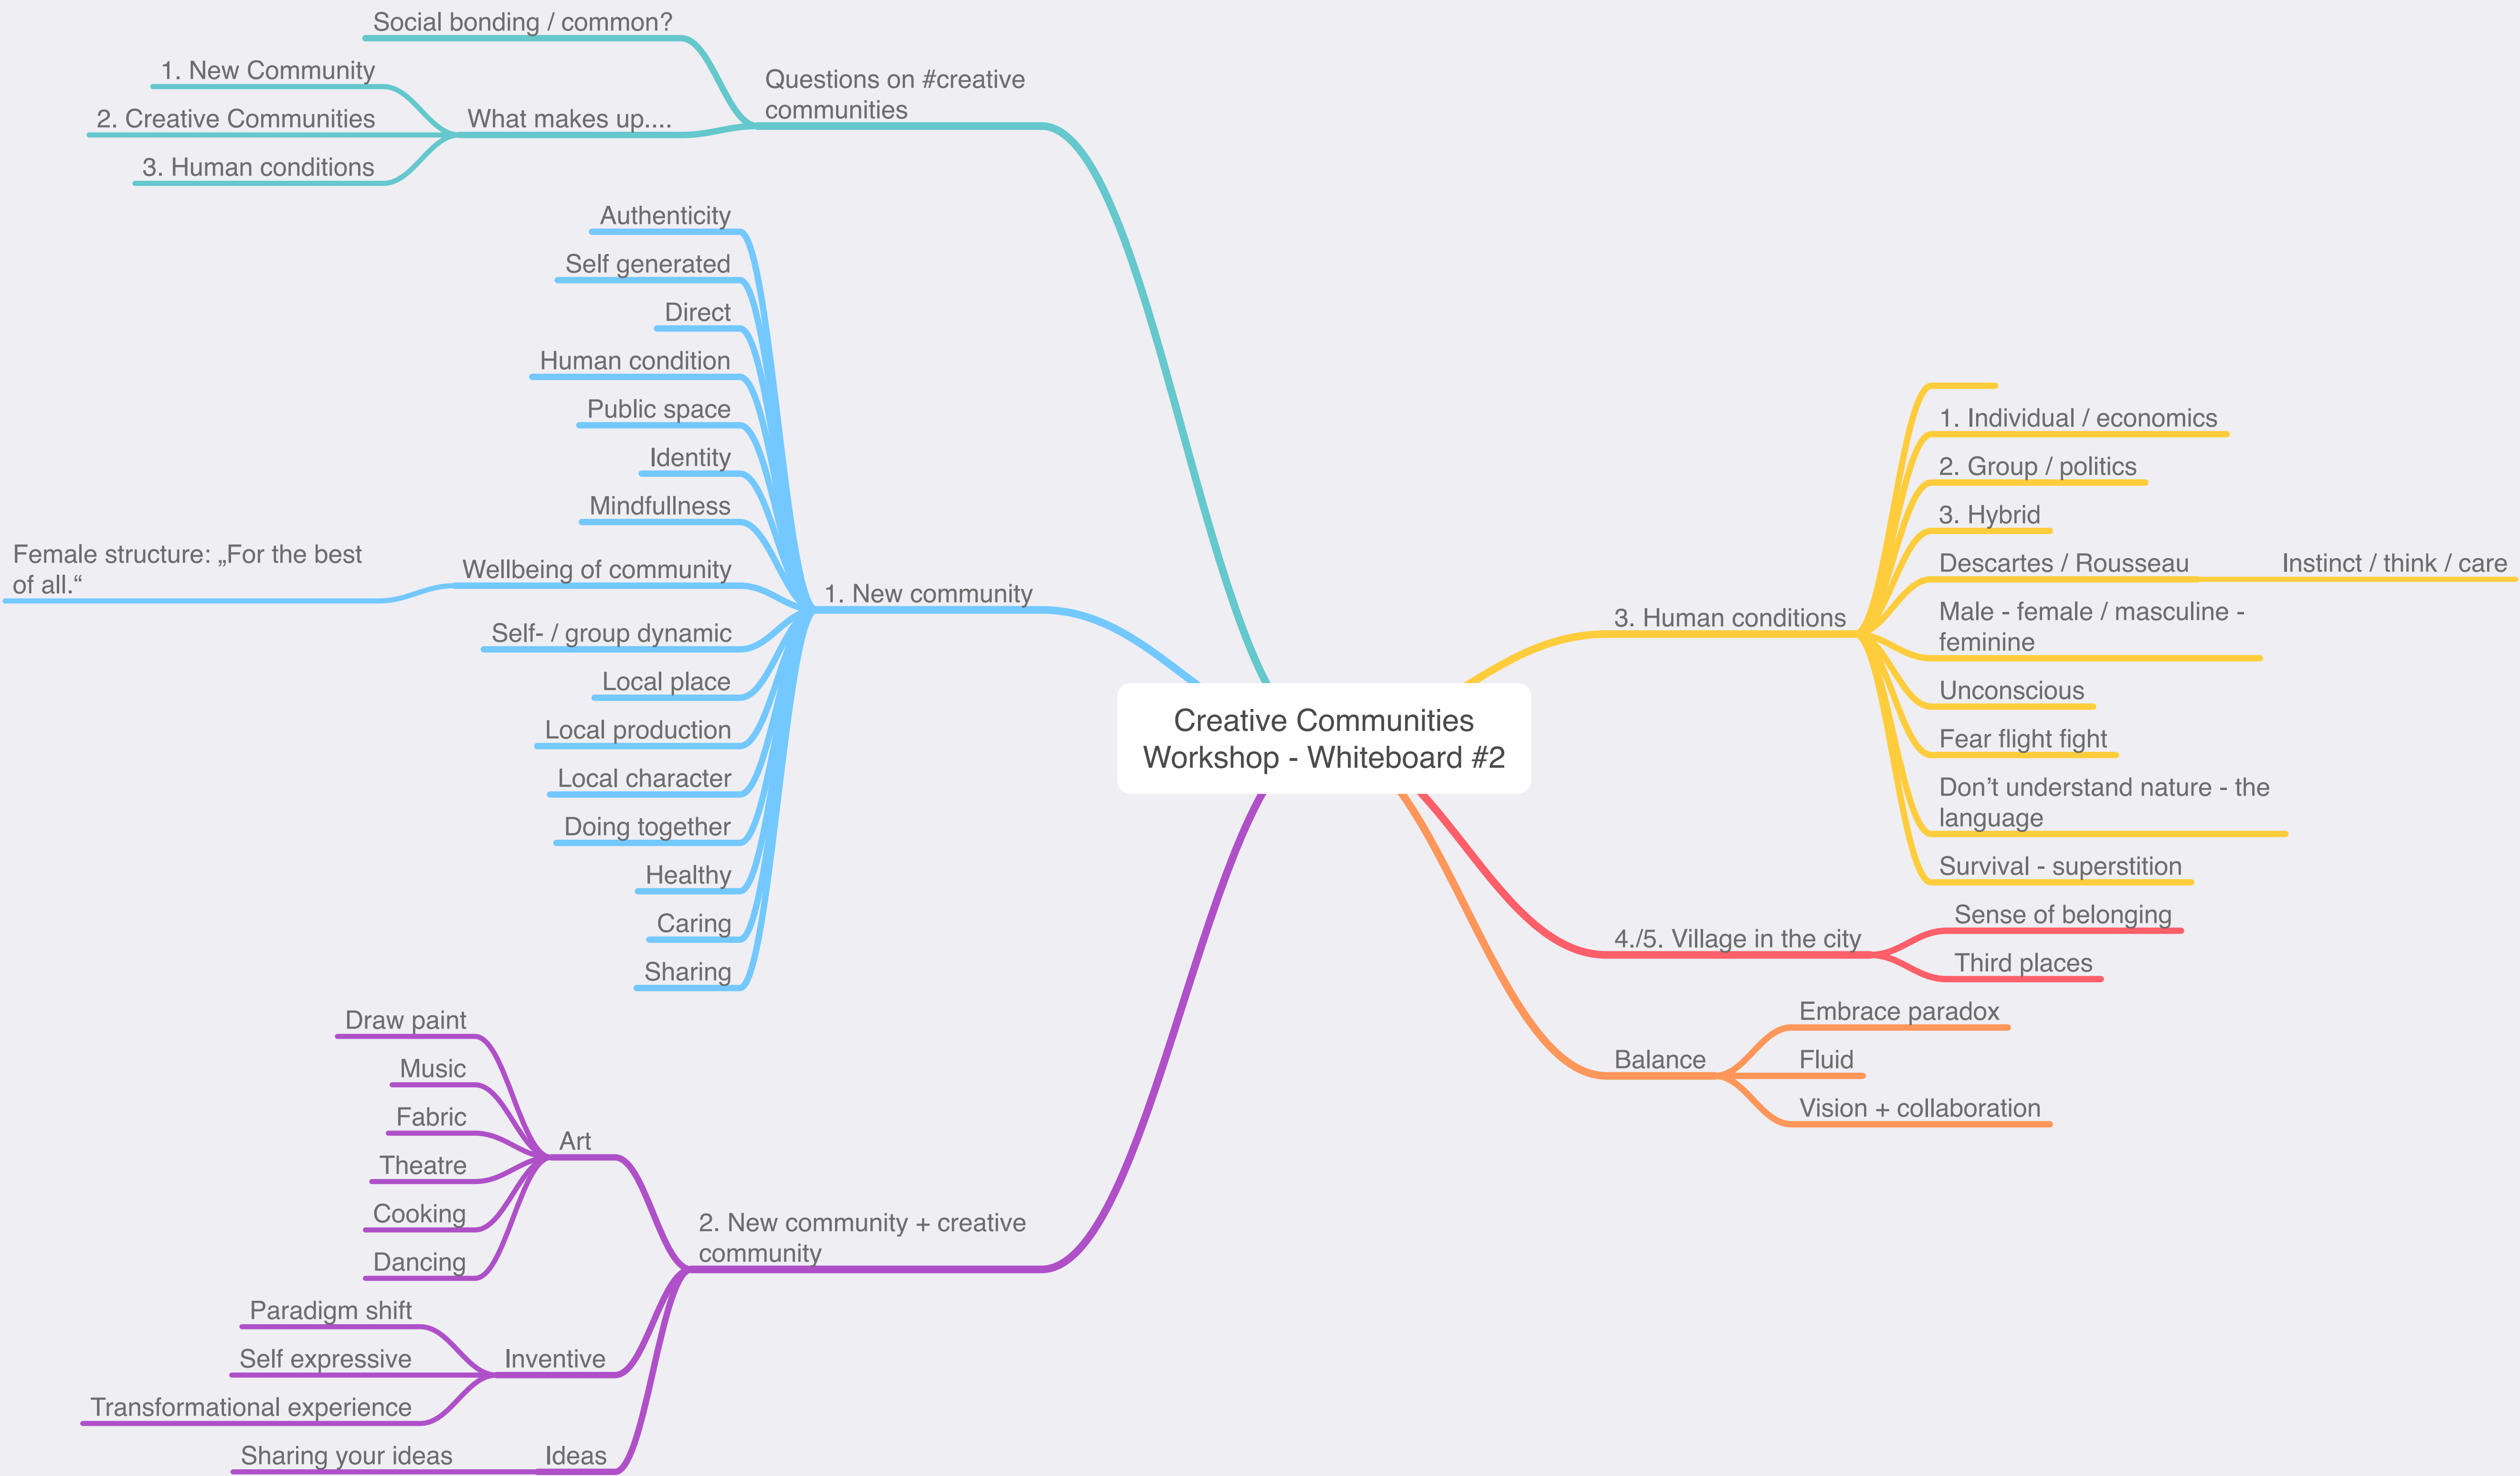 Social bonding / common?
1. New Community
2. Creative Communities
3. Human conditions
What makes up....
Questions on #creative
communities
Authenticity
Self generated
Direct
Human condition
Public space
Identity
Mindfullness
Female structure: „For the best
of all.“
Wellbeing of community
Self- / group dynamic
Local place
Local production
Local character
Doing together
Healthy
Caring
Sharing
1. New community
Draw paint
Music
Fabric
Theatre
Cooking
Dancing
Art
Paradigm shift
Self expressive
Transformational experience
Inventive
Sharing your ideas
Ideas
2. New community + creative
community
Creative Communities
Workshop - Whiteboard #2
3. Human conditions
1. Individual / economics
2. Group / politics
3. Hybrid
Descartes / Rousseau
Instinct / think / care
Male - female / masculine -
feminine
Unconscious
Fear flight fight
Don’t understand nature - the
language
Survival - superstition
4./5. Village in the city
Sense of belonging
Third places
Balance
Embrace paradox
Fluid
Vision + collaboration